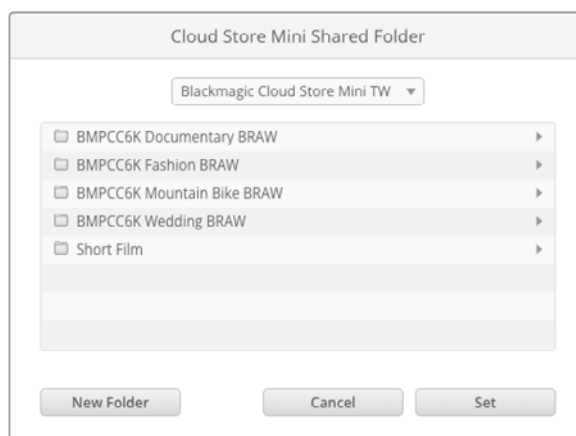 Cloud Store Mini Shared Folder
Blackmagic Cloud Store Mini TW
BMPCC6K Documentary BRAW
BMPCC6K Fashion BRAW
BMPCC6K Mountain Bike BRAW
BMPCC6K Wedding BRAW
Short Film
New Folder Cancel Set